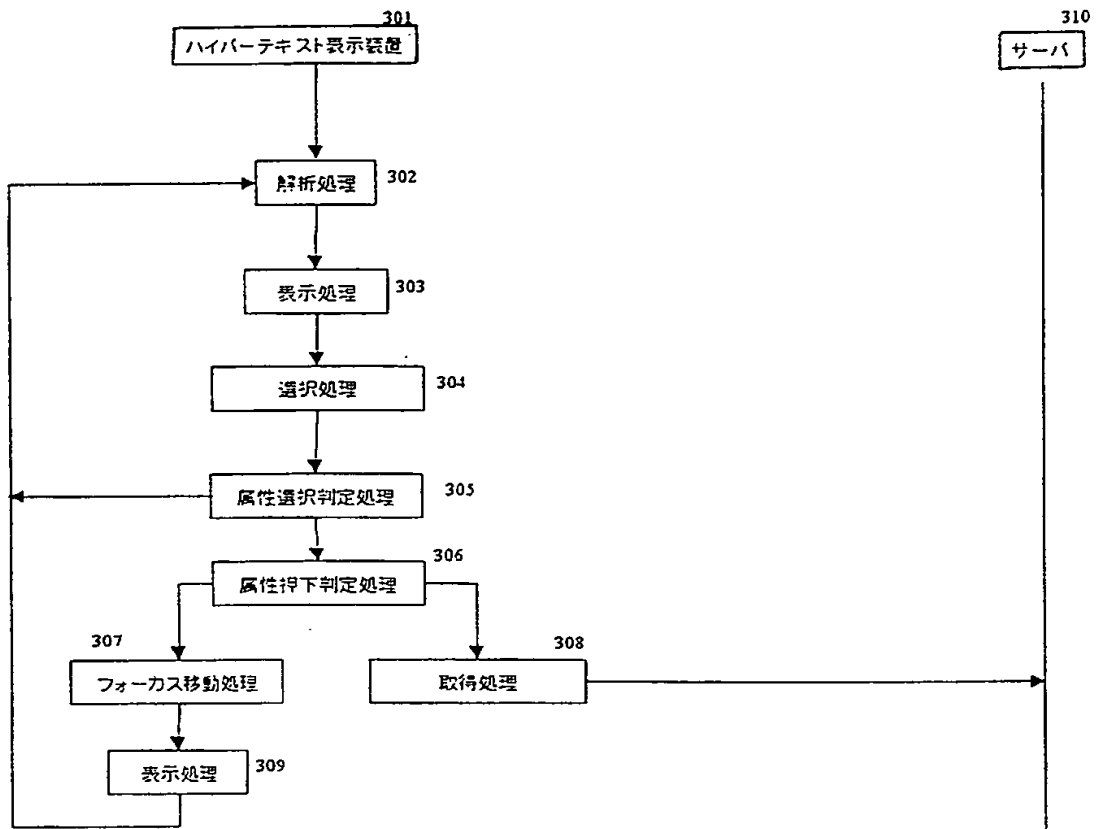 301
ハイパーテキスト表示装置
310
サーバ
解析処理 302
表示処理 303
選択処理 304
属性選択判定処理 305
306
属性押下判定処理
307
フォーカス移動処理
308
取得処理
表示処理 309